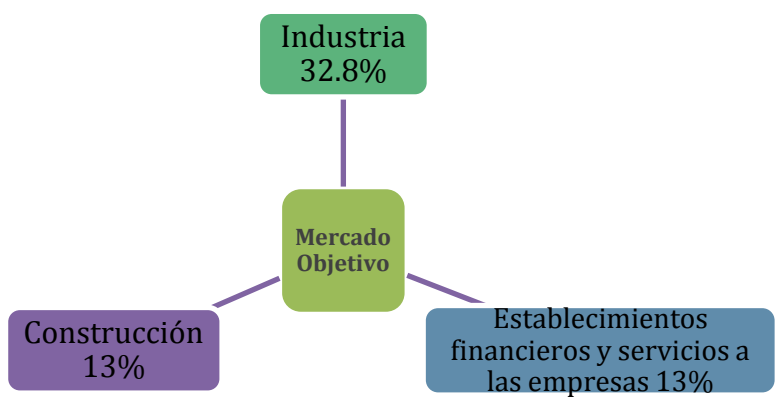 Industria
32.8%
Mercado
Objetivo
Construcción
13%
Establecimientos
financieros y servicios a
las empresas 13%